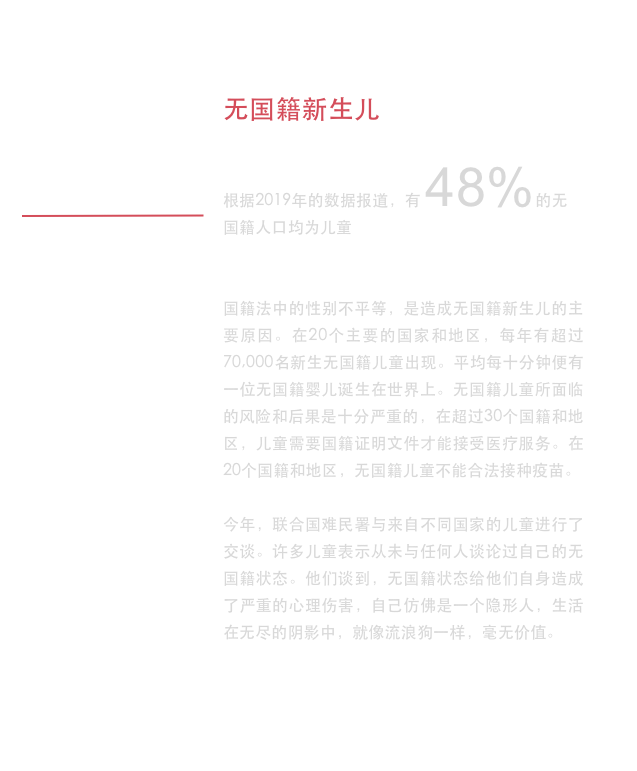 无国籍新生儿
根据2019年的数据报道，有48%的无
国籍人口均为儿童
国籍法中的性别不平等，是造成无国籍新生儿的主
要原因。在20个主要的国家和地区，每年有超过
70,000名新生无国籍儿童出现。平均每十分钟便有
一位无国籍婴儿诞生在世界上。无国籍儿童所面临
的风险和后果是十分严重的，在超过30个国籍和地
区，儿童需要国籍证明文件才能接受医疗服务。在
20个国籍和地区，无国籍儿童不能合法接种疫苗。
今年，联合国难民署与来自不同国家的儿童进行了
交谈。许多儿童表示从未与任何人谈论过自己的无
国籍状态。他们谈到，无国籍状态给他们自身造成
了严重的心理伤害，自己仿佛是一个隐形人，生活
在无尽的阴影中，就像流浪狗一样，毫无价值。